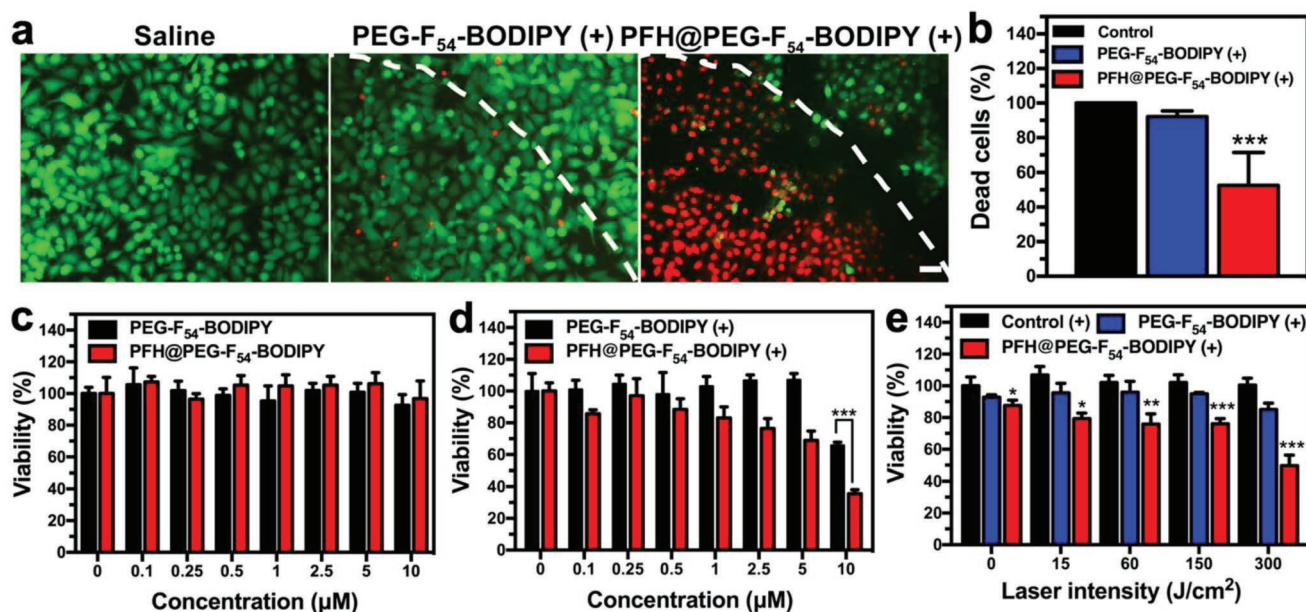 a
Saline
PEG-F54-BODIPY (+)
PFH@PEG-F54-BODIPY (+)
b
Control
PEG-F54-BODIPY (+)
PFH@PEG-F54-BODIPY (+)
Dead cells (%)
140
120
100
80
60
40
20
0
***
c
PEG-F54-BODIPY
PFH@PEG-F54-BODIPY
Viability (%)
140
120
100
80
60
40
20
0
0 0.1 0.25 0.5 1 2.5 5 10
Concentration (µM)
d
PEG-F54-BODIPY (+)
PFH@PEG-F54-BODIPY (+)
Viability (%)
140
120
100
80
60
40
20
0
***
0 0.1 0.25 0.5 1 2.5 5 10
Concentration (µM)
e
Control (+) PEG-F54-BODIPY (+)
PFH@PEG-F54-BODIPY (+)
Viablity (%)
140
120
100
80
60
40
20
0
* * ** *** ***
0 15 60 150 300
Laser intensity (J/cm²)